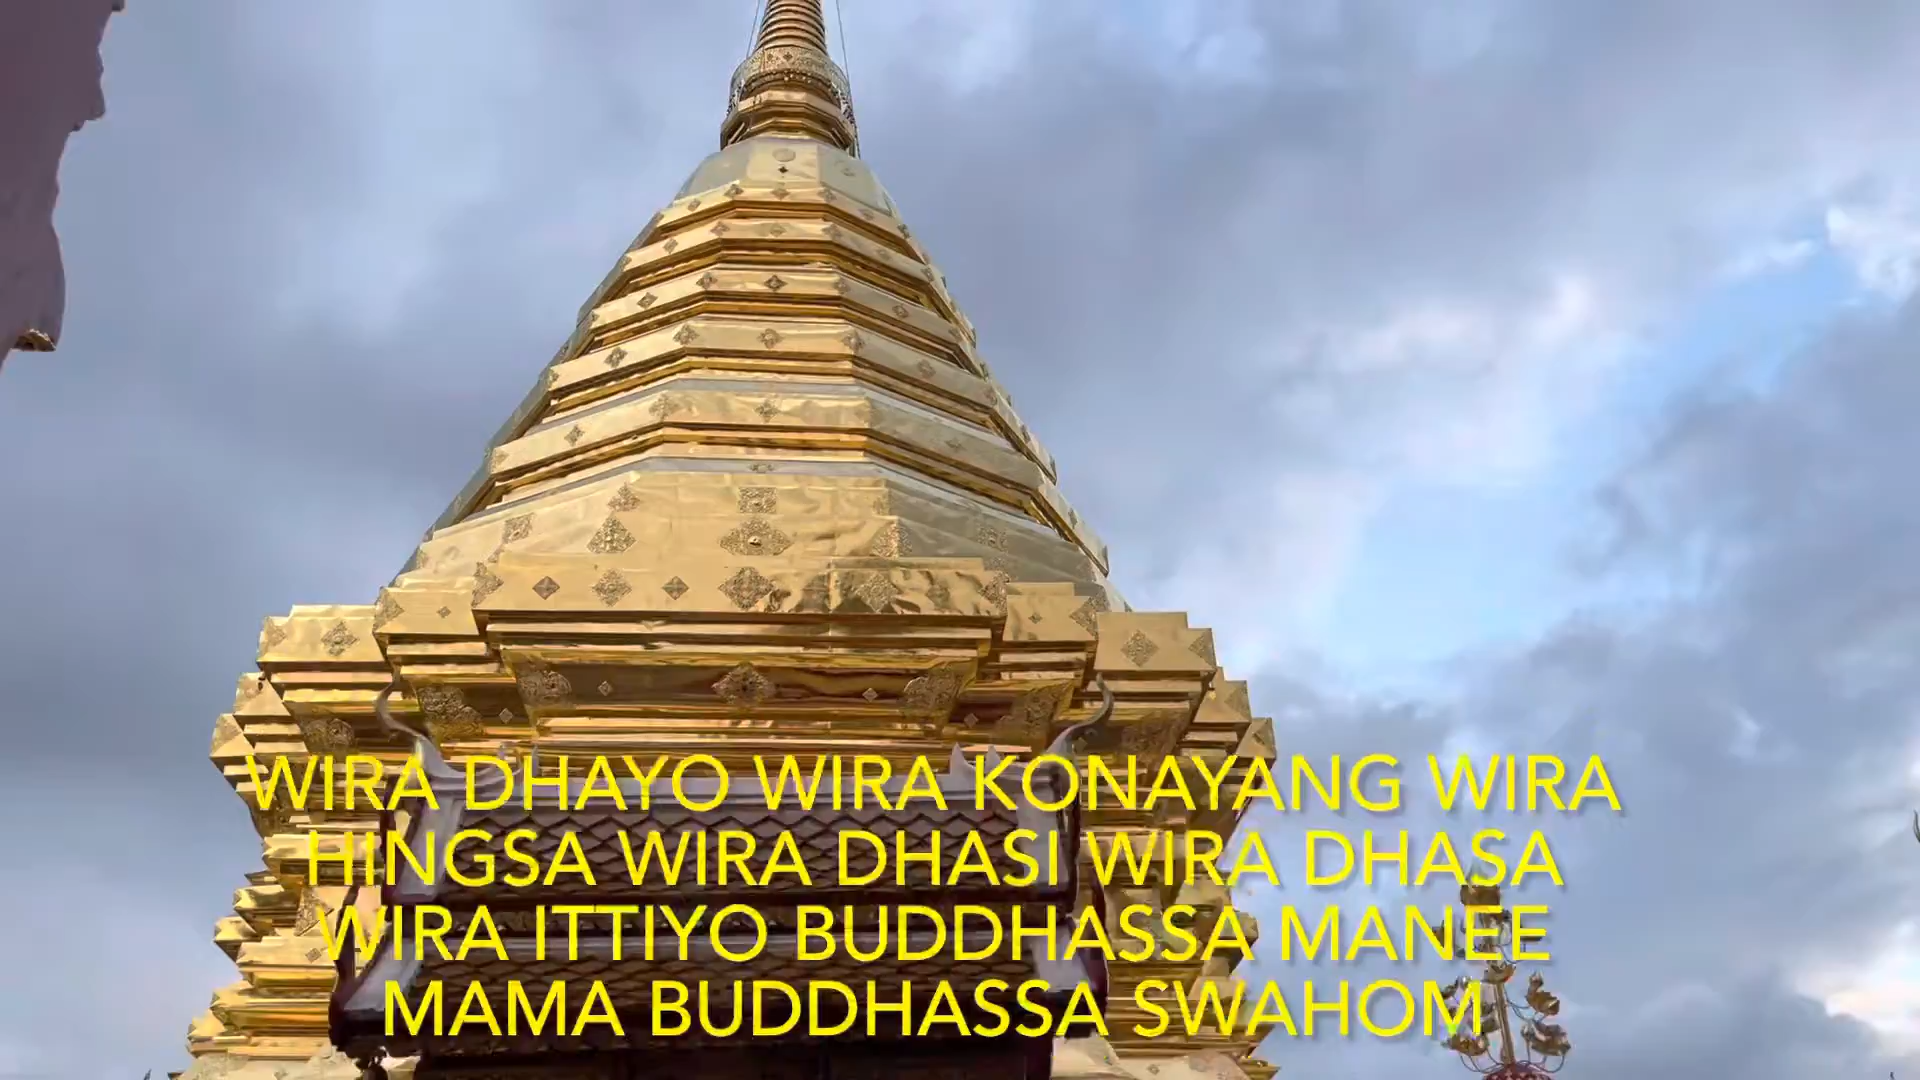 WIRA DHAYO WIRA KONAYANG WIRA
HINGSA WIRA DHASI WIRA DHASA
WIRA ITTIYO BUDDHASSA MANEE
MAMA BUDDHASSA SWAHOM